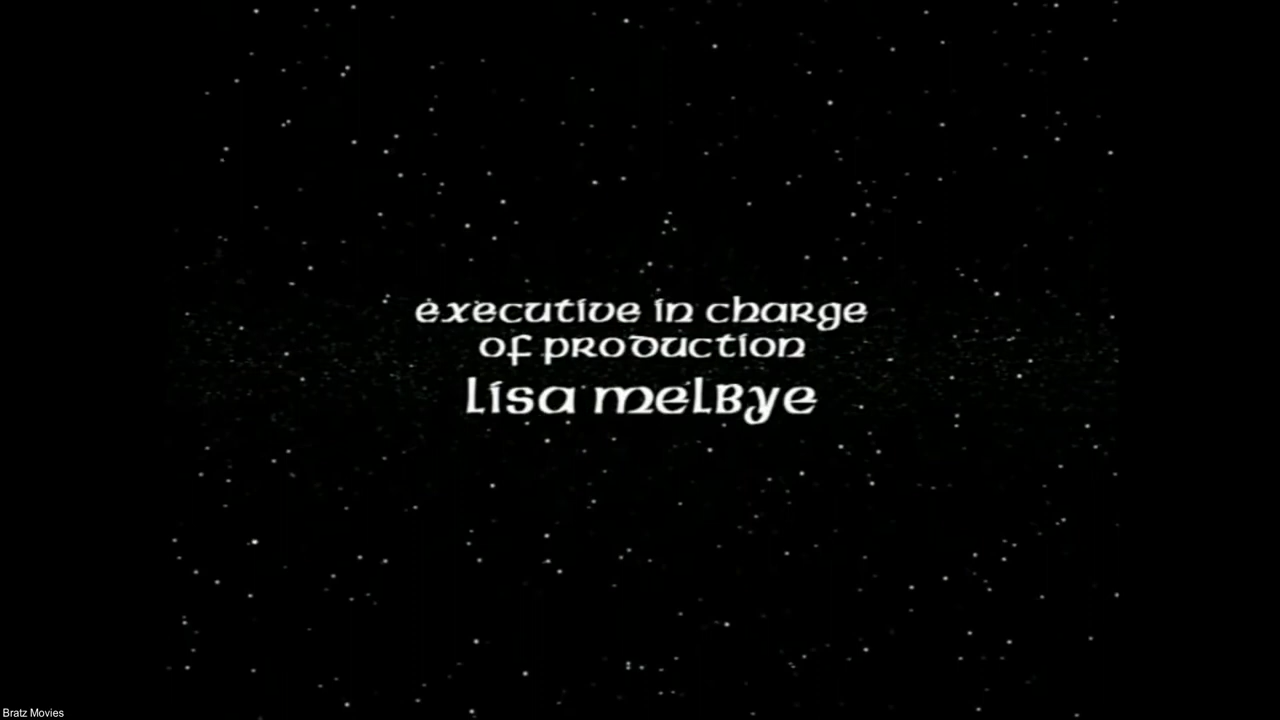 executive in charge
of production
lisa melbye
Bratz Movies